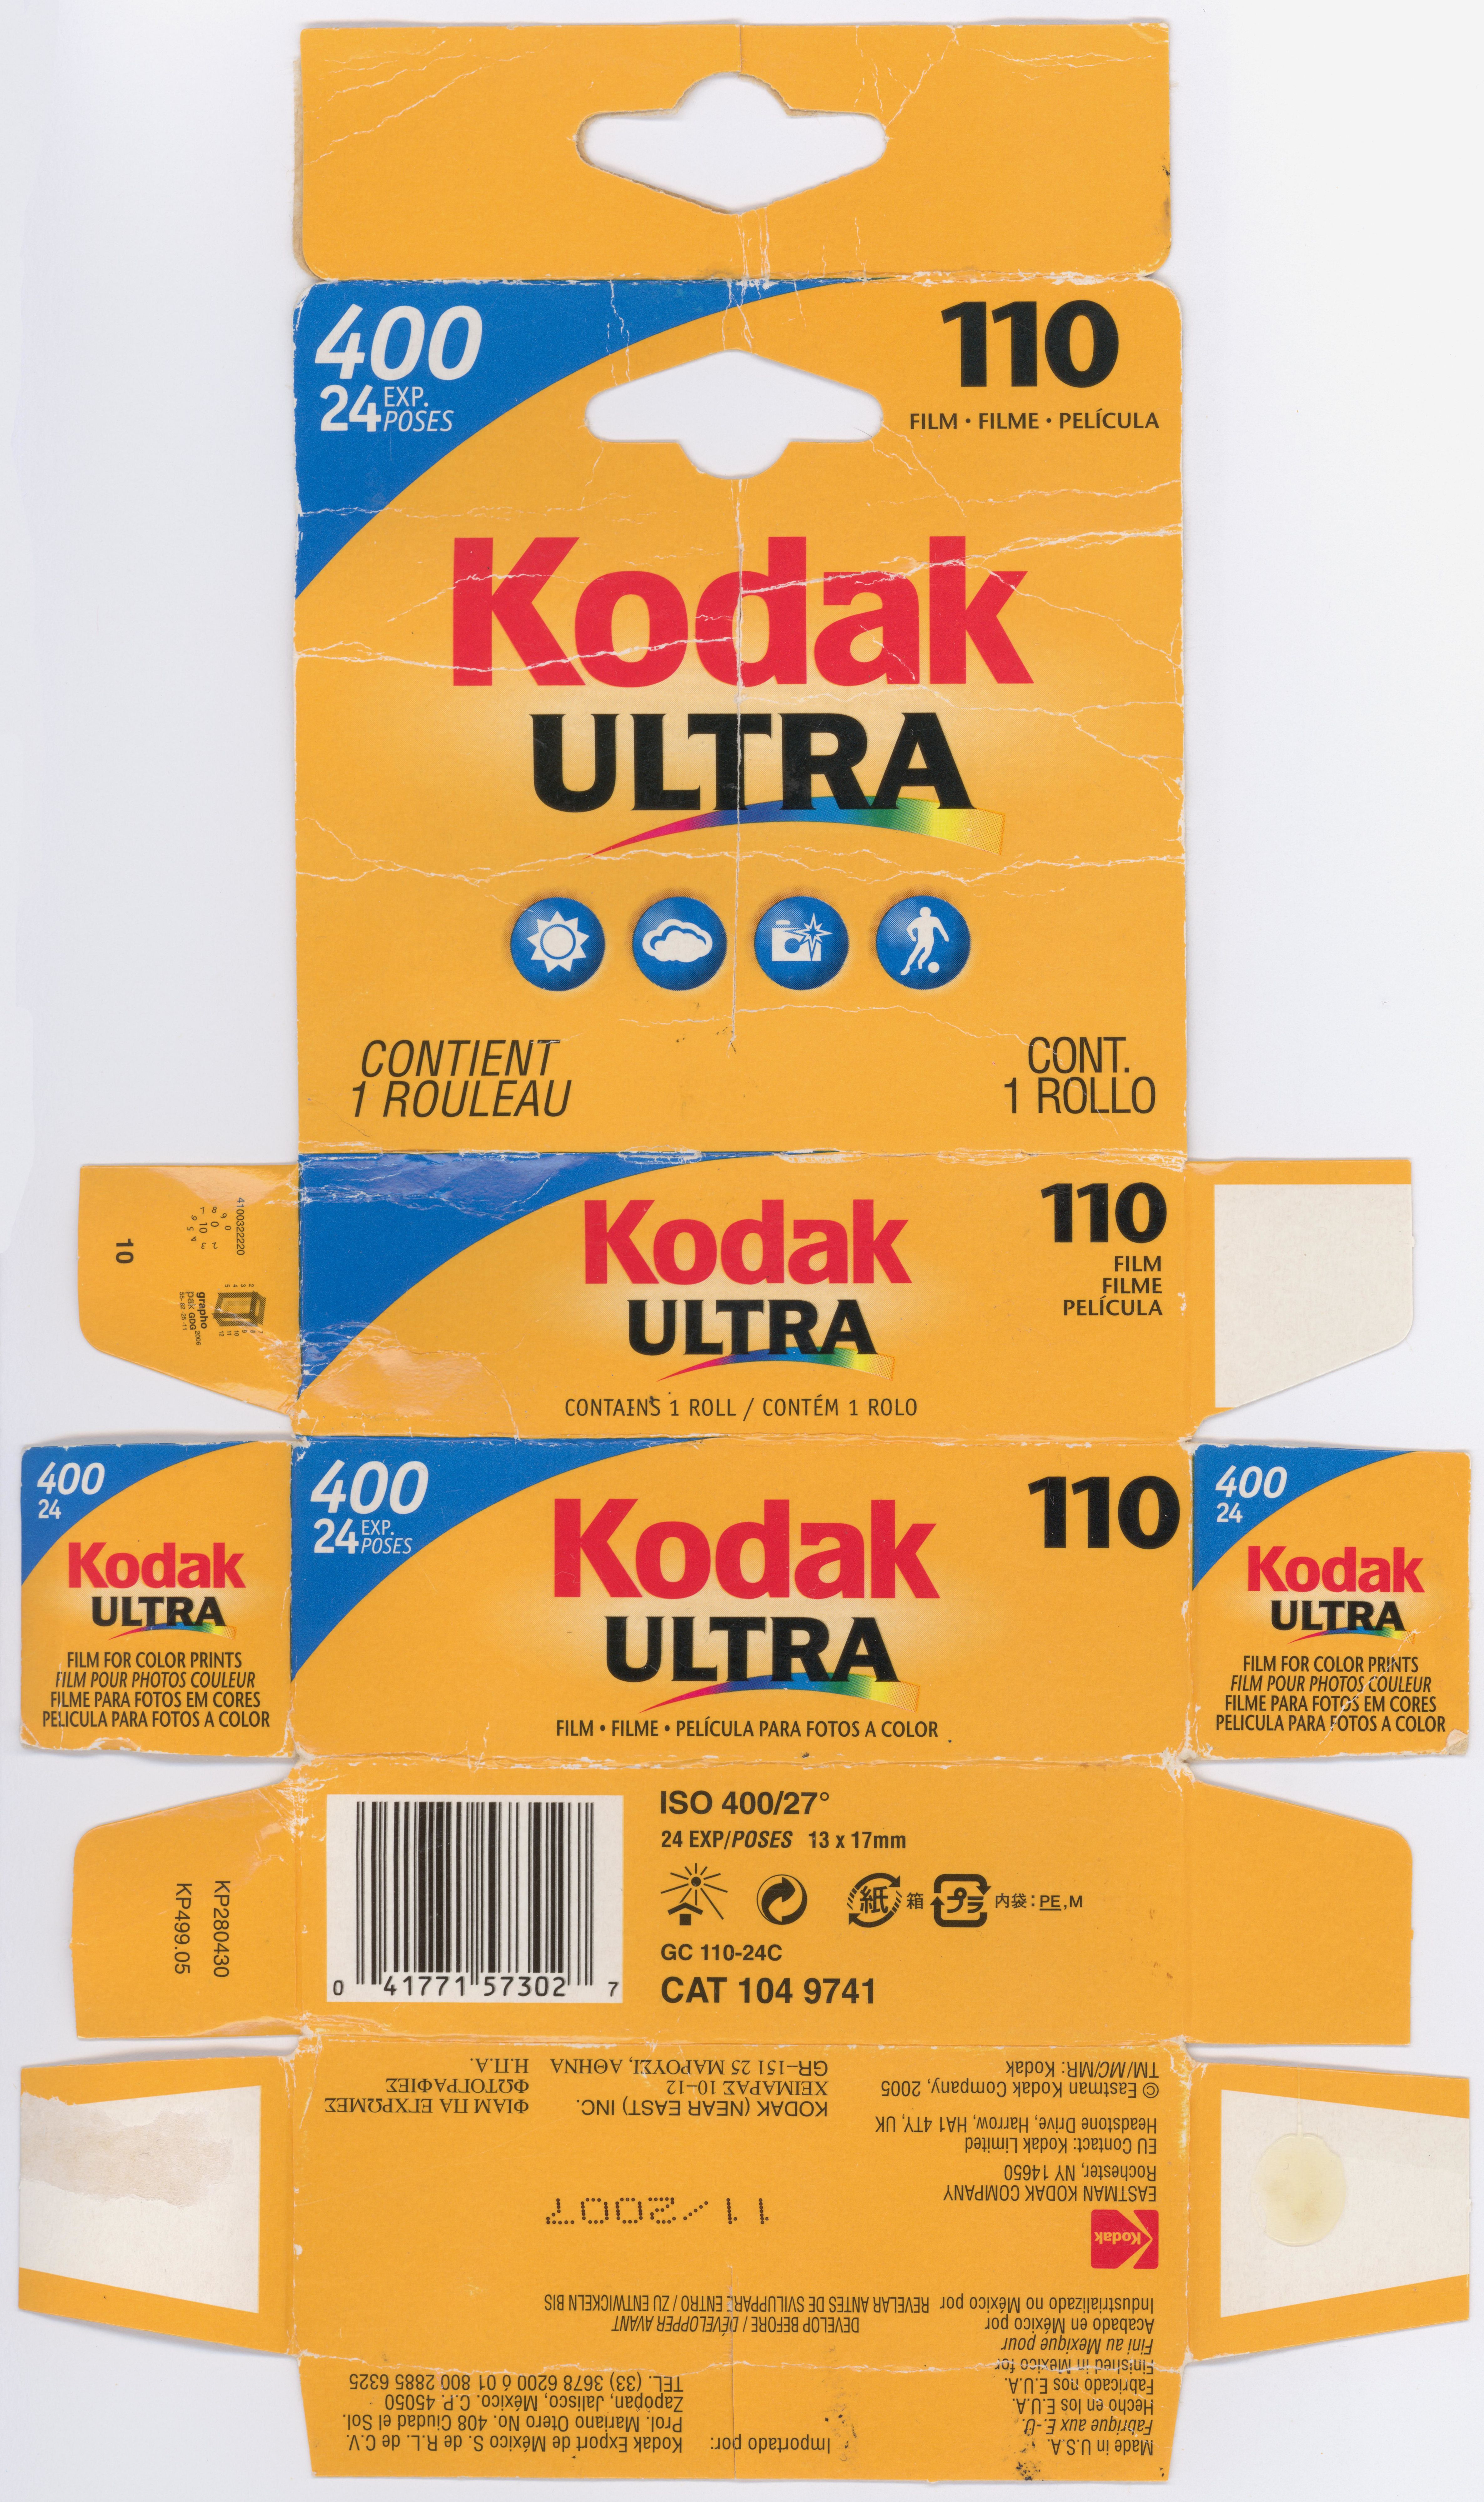 400
24 EXP.
POSES
110
FILM • FILME • PELÍCULA
Kodak
ULTRA
CONTIENT
1 ROULEAU
CONT.
1 ROLLO
10
4100322220
grapho
pax GDG 2006
Kodak
ULTRA
CONTAINS 1 ROLL / CONTÉM 1 ROLO
110
FILM
FILME
PELÍCULA
400
24
Kodak
ULTRA
FILM FOR COLOR PRINTS
FILM POUR PHOTOS COULEUR
FILME PARA FOTOS EM CORES
PELICULA PARA FOTOS A COLOR
400
24 EXP.
POSES
Kodak
ULTRA
FILM • FILME • PELÍCULA PARA FOTOS A COLOR
110
400
24
Kodak
ULTRA
FILM FOR COLOR PRINTS
FILM POUR PHOTOS COULEUR
FILME PARA FOTOS EM CORES
PELICULA PARA FOTOS A COLOR
KP280430
KP499.05
0 41771 57302 7
ISO 400/27°
24 EXP/POSES 13 x 17mm
紙 箱 プラ 内袋：PE,M
GC 110-24C
CAT 104 9741
Made in U.S.A.
Fabriqué aux E.-U.
Hecho en los E.U.A.
Fabricado nos E.U.A.
Finished in Mexico for
Fini au Mexique pour
Acabado en México por
Industrializado no México por
Importado por:
Kodak Export de México S. de R.L. de C.V.
Prol. Mariano Otero No. 408 Ciudad el Sol.
Zapopan, Jalisco, México. C.P. 45050
TEL. (33) 3678 6200 ó 01 800 2885 6325
DEVELOP BEFORE / DÉVELOPPER AVANT
REVELAR ANTES DE SVILUPPARE ENTRO / ZU ENTWICKELN BIS
11/2007
Kodak
EASTMAN KODAK COMPANY
Rochester, NY 14650
EU Contact: Kodak Limited
Headstone Drive, Harrow, HA1 4TY, UK
© Eastman Kodak Company, 2005
TM/MC/MR: Kodak
KODAK (NEAR EAST) INC.
ΧΕΙΜΑΡΑΣ 10–12
GR–151 25 ΜΑΡΟΥΣΙ, ΑΘΗΝΑ
ΦΙΛΜ ΓΙΑ ΕΓΧΡΩΜΕΣ
ΦΩΤΟΓΡΑΦΙΕΣ
Η.Π.Α.